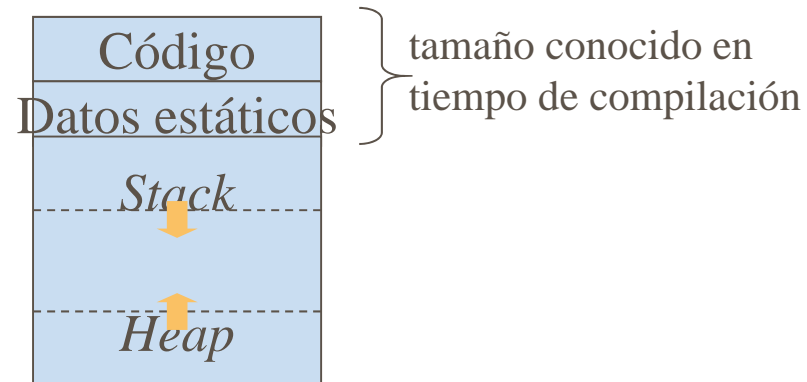 Código
tamaño conocido en
tiempo de compilación
Datos estáticos
Stack
Heap